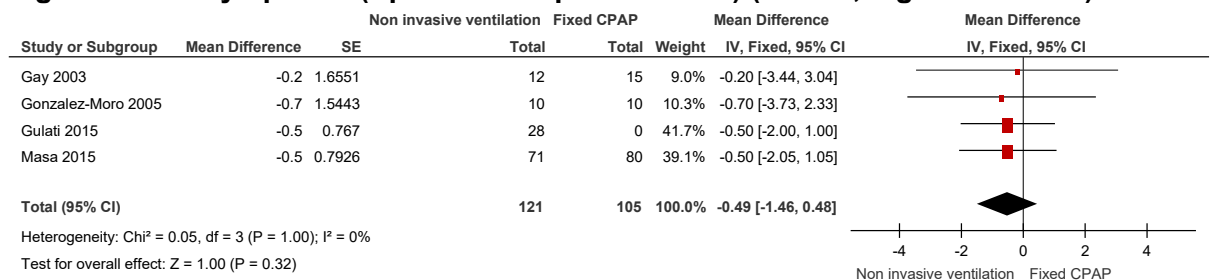 Non invasive ventilation Fixed CPAP Mean Difference Mean Difference
Study or Subgroup Mean Difference SE Total Total Weight IV, Fixed, 95% CI IV, Fixed, 95% CI
Gay 2003 -0.2 1.6551 12 15 9.0% -0.20 [-3.44, 3.04]
Gonzalez-Moro 2005 -0.7 1.5443 10 10 10.3% -0.70 [-3.73, 2.33]
Gulati 2015 -0.5 0.767 28 0 41.7% -0.50 [-2.00, 1.00]
Masa 2015 -0.5 0.7926 71 80 39.1% -0.50 [-2.05, 1.05]
Total (95% CI) 121 105 100.0% -0.49 [-1.46, 0.48]
Heterogeneity: Chi² = 0.05, df = 3 (P = 1.00); I² = 0%
Test for overall effect: Z = 1.00 (P = 0.32)
-4 -2 0 2 4
Non invasive ventilation Fixed CPAP